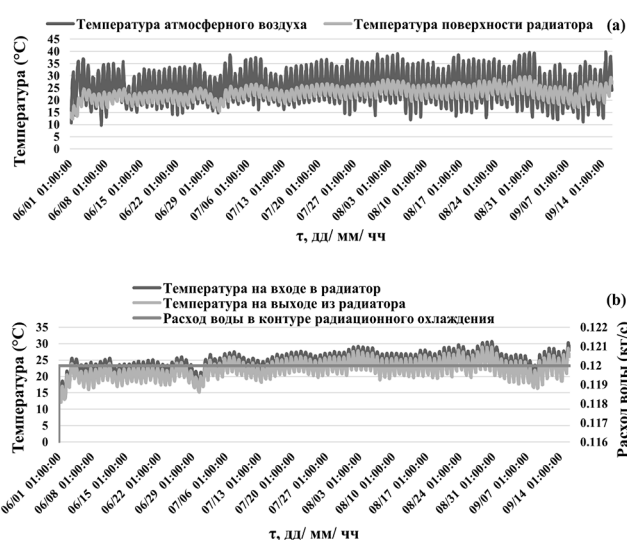 Температура атмосферного воздуха Температура поверхности радиатора (a)
Температура (°C)
45
40
35
30
25
20
15
10
5
0
06/01 01:00:00 06/08 01:00:00 06/15 01:00:00 06/22 01:00:00 06/29 01:00:00 07/06 01:00:00 07/13 01:00:00 07/20 01:00:00 07/27 01:00:00 08/03 01:00:00 08/10 01:00:00 08/17 01:00:00 08/24 01:00:00 08/31 01:00:00 09/07 01:00:00 09/14 01:00:00
τ, дд/ мм/ чч
Температура на входе в радиатор
Температура на выходе из радиатора
Расход воды в контуре радиационного охлаждения
(b)
Температура (°C)
35
30
25
20
15
10
5
0
0.122
0.121
0.12
0.119
0.118
0.117
0.116
Расход воды (кг/с)
06/01 01:00:00 06/08 01:00:00 06/15 01:00:00 06/22 01:00:00 06/29 01:00:00 07/06 01:00:00 07/13 01:00:00 07/20 01:00:00 07/27 01:00:00 08/03 01:00:00 08/10 01:00:00 08/17 01:00:00 08/24 01:00:00 08/31 01:00:00 09/07 01:00:00 09/14 01:00:00
τ, дд/ мм/ чч